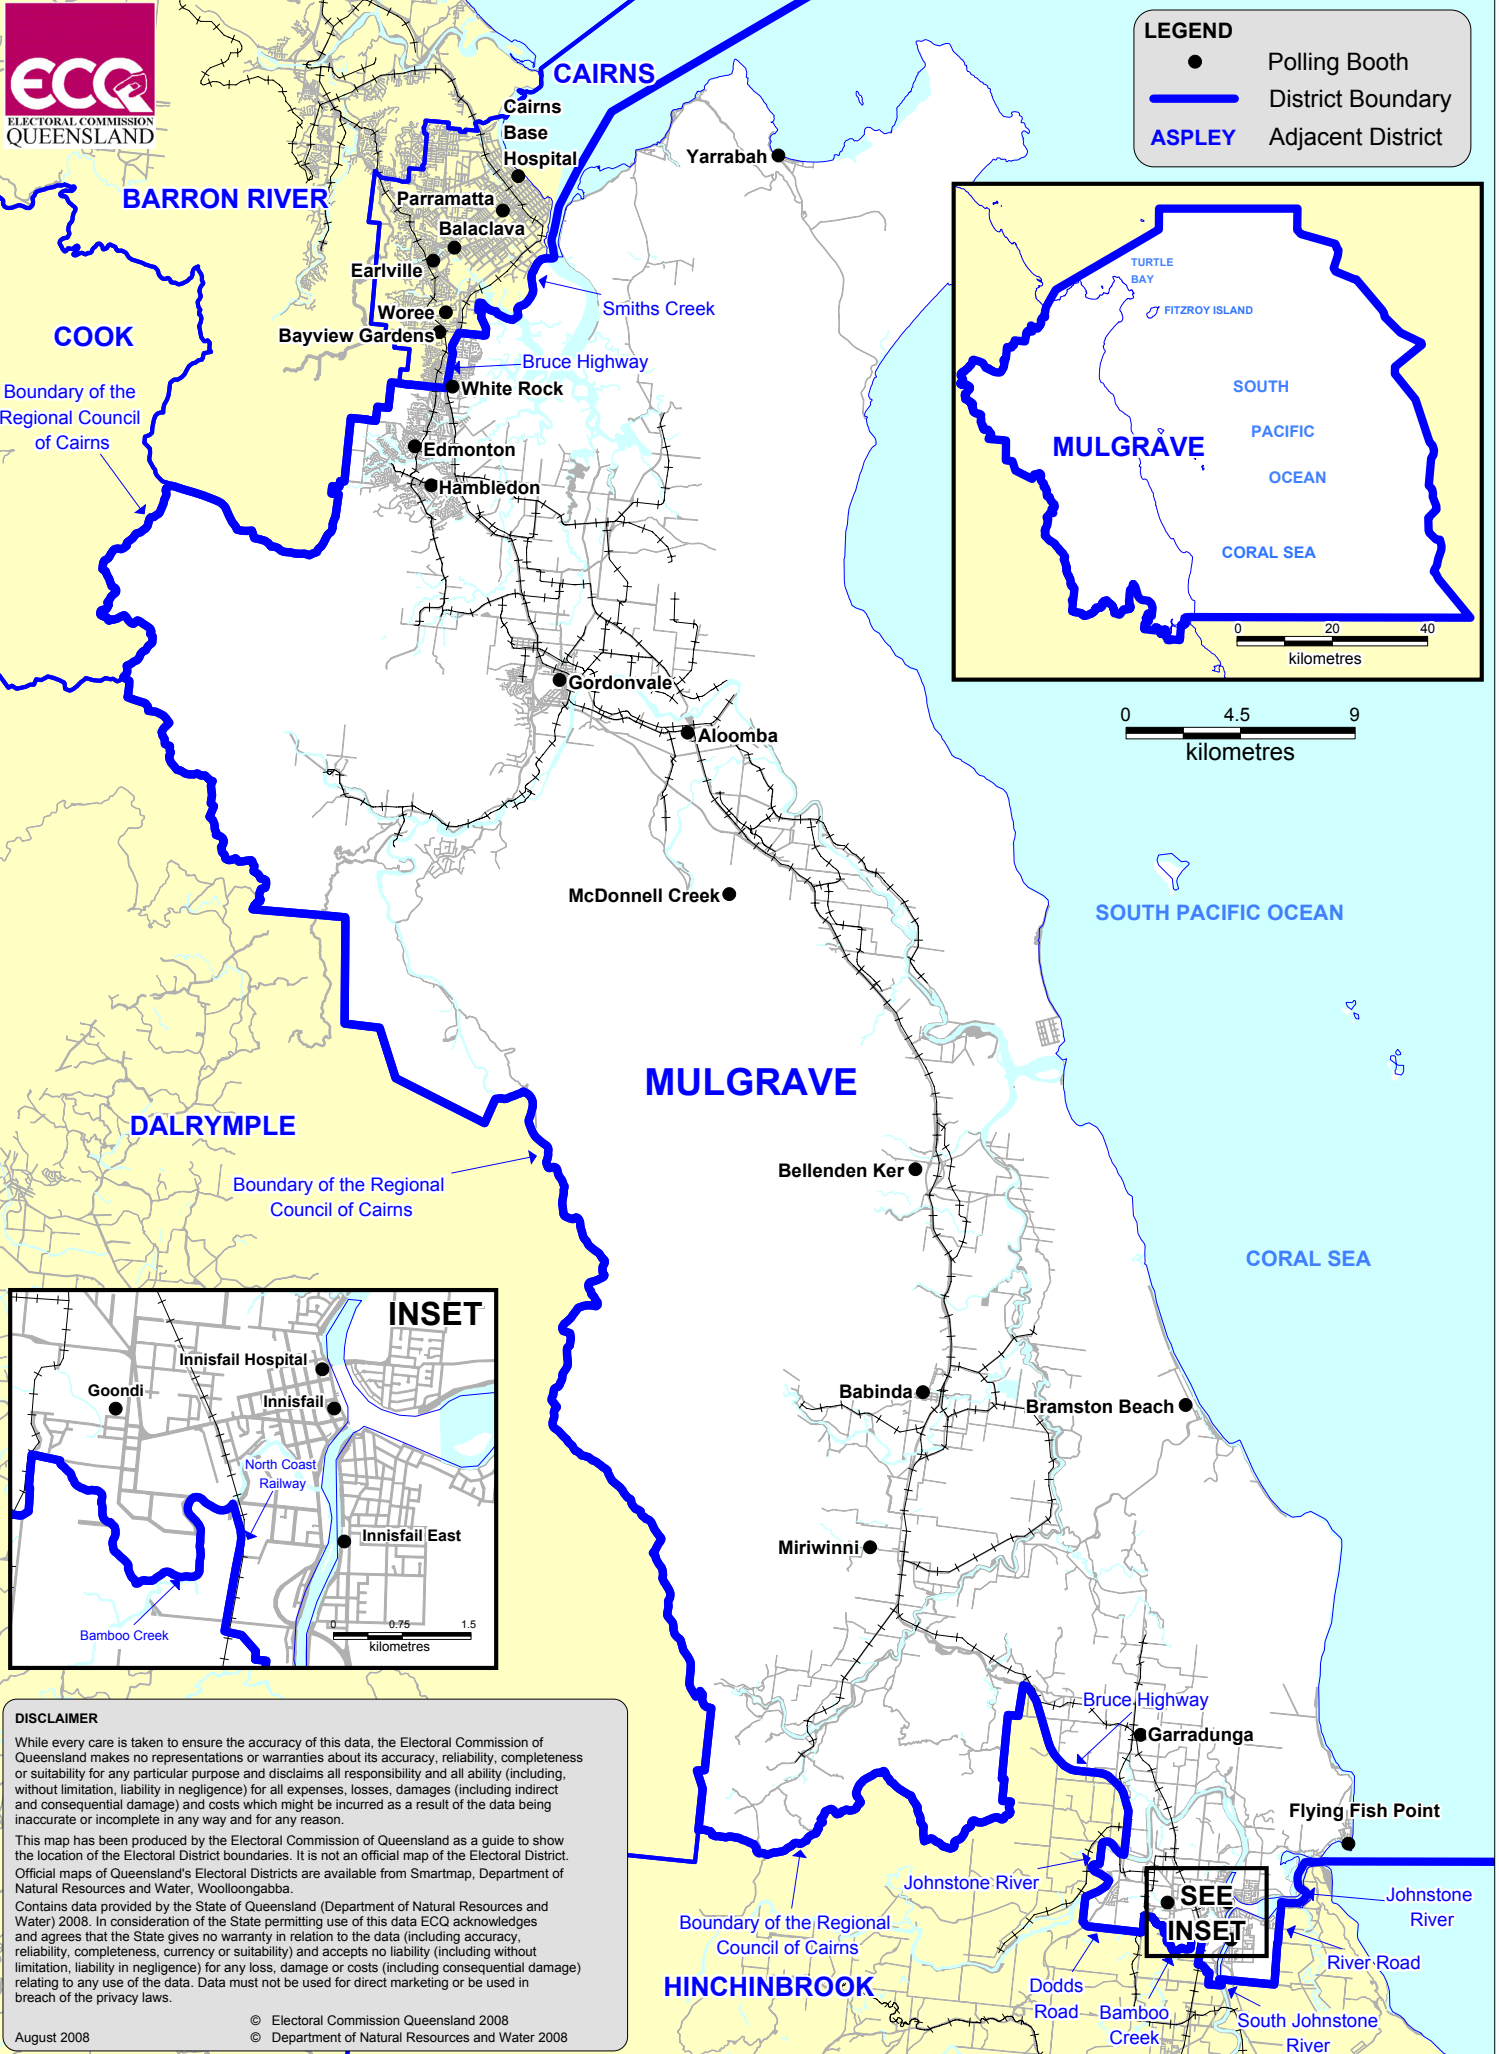 ECQ
ELECTORAL COMMISSION
QUEENSLAND
LEGEND
Polling Booth
District Boundary
ASPLEY Adjacent District
CAIRNS
Cairns
Base
Hospital
Yarrabah
BARRON RIVER
Parramatta
Balaclava
Earlville
Woree
Smiths Creek
Bayview Gardens
COOK
Bruce Highway
White Rock
Boundary of the
Regional Council
of Cairns
Edmonton
Hambledon
TURTLE
BAY
FITZROY ISLAND
SOUTH
PACIFIC
MULGRAVE
OCEAN
CORAL SEA
0 20 40
kilometres
Gordonvale
Aloomba
0 4.5 9
kilometres
McDonnell Creek
SOUTH PACIFIC OCEAN
MULGRAVE
DALRYMPLE
Bellenden Ker
Boundary of the Regional
Council of Cairns
CORAL SEA
INSET
Innisfail Hospital
Goondi
Innisfail
North Coast
Railway
Innisfail East
Bamboo Creek
0 0.75 1.5
kilometres
Babinda
Bramston Beach
Miriwinni
Bruce Highway
Garradunga
Flying Fish Point
Johnstone River
SEE
INSET
Johnstone
River
Boundary of the Regional
Council of Cairns
River Road
HINCHINBROOK
Dodds
Road
Bamboo
Creek
South Johnstone
River
DISCLAIMER
While every care is taken to ensure the accuracy of this data, the Electoral Commission of
Queensland makes no representations or warranties about its accuracy, reliability, completeness
or suitability for any particular purpose and disclaims all responsibility and all ability (including,
without limitation, liability in negligence) for all expenses, losses, damages (including indirect
and consequential damage) and costs which might be incurred as a result of the data being
inaccurate or incomplete in any way and for any reason.
This map has been produced by the Electoral Commission of Queensland as a guide to show
the location of the Electoral District boundaries. It is not an official map of the Electoral District.
Official maps of Queensland's Electoral Districts are available from Smartmap, Department of
Natural Resources and Water, Woolloongabba.
Contains data provided by the State of Queensland (Department of Natural Resources and
Water) 2008. In consideration of the State permitting use of this data ECQ acknowledges
and agrees that the State gives no warranty in relation to the data (including accuracy,
reliability, completeness, currency or suitability) and accepts no liability (including without
limitation, liability in negligence) for any loss, damage or costs (including consequential damage)
relating to any use of the data. Data must not be used for direct marketing or be used in
breach of the privacy laws.
© Electoral Commission Queensland 2008
August 2008 © Department of Natural Resources and Water 2008